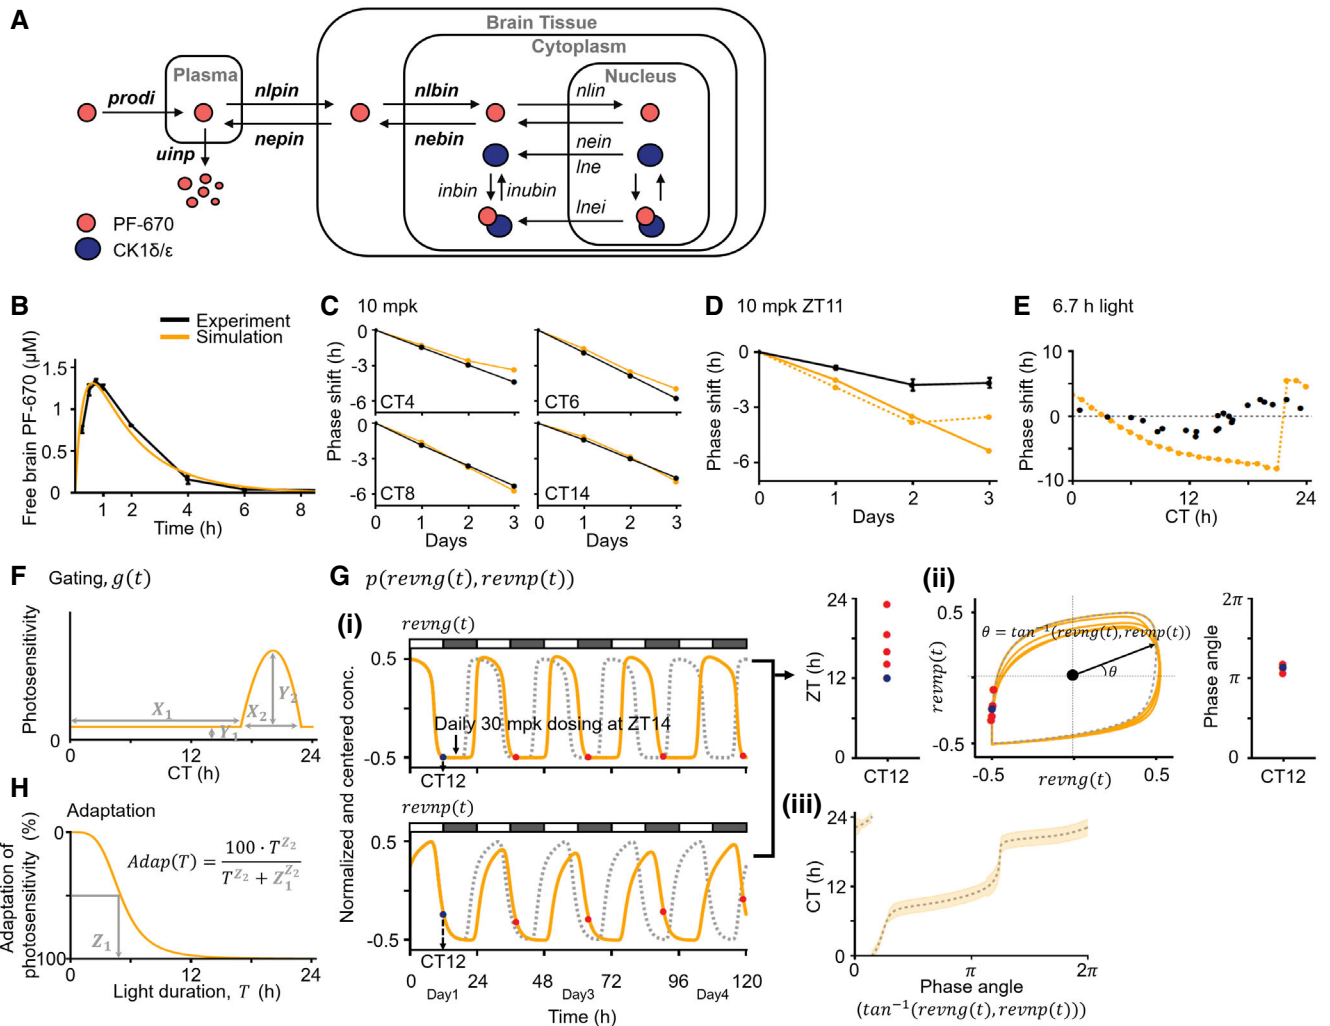 A
Brain Tissue
Cytoplasm
Nucleus
Plasma
prodi
nlpin
nlbin
nlin
nepin
nebin
nein
lne
uinp
inbin
inubin
lnei
PF-670
CK1δ/ε
B
Experiment
Simulation
Free brain PF-670 (µM)
1.5
1
0.5
0
1 2 4 6 8
Time (h)
C 10 mpk
Phase shift (h)
0
-3
-6
CT4
CT6
0
-3
-6
CT8
CT14
0 1 2 3
0 1 2 3
Days
Days
D 10 mpk ZT11
Phase shift (h)
0
-3
-6
0 1 2 3
Days
E 6.7 h light
Phase shift (h)
10
0
-10
0 12 24
CT (h)
F Gating, g(t)
Photosensitivity
X1
X2
Y2
Y1
0
0 12 24
CT (h)
G p(revng(t), revnp(t))
(i)
revng(t)
Normalized and centered conc.
0.5
-0.5
Daily 30 mpk dosing at ZT14
CT12
revnp(t)
0.5
-0.5
CT12
0 24 48 72 96 120
Day1 Day3 Day4
Time (h)
24
12
0
ZT (h)
CT12
(ii)
revnp(t)
0.5
-0.5
θ = tan⁻¹(revng(t), revnp(t))
θ
-0.5 0.5
revng(t)
2π
π
0
Phase angle
CT12
(iii)
24
12
0
CT (h)
0 π 2π
Phase angle
(tan⁻¹(revng(t), revnp(t)))
H Adaptation
Adaptation of
photosensitivity (%)
0
100
Adap(T) = 100 · T^Z2 / (T^Z2 + Z1^Z2)
Z1
0 12 24
Light duration, T (h)